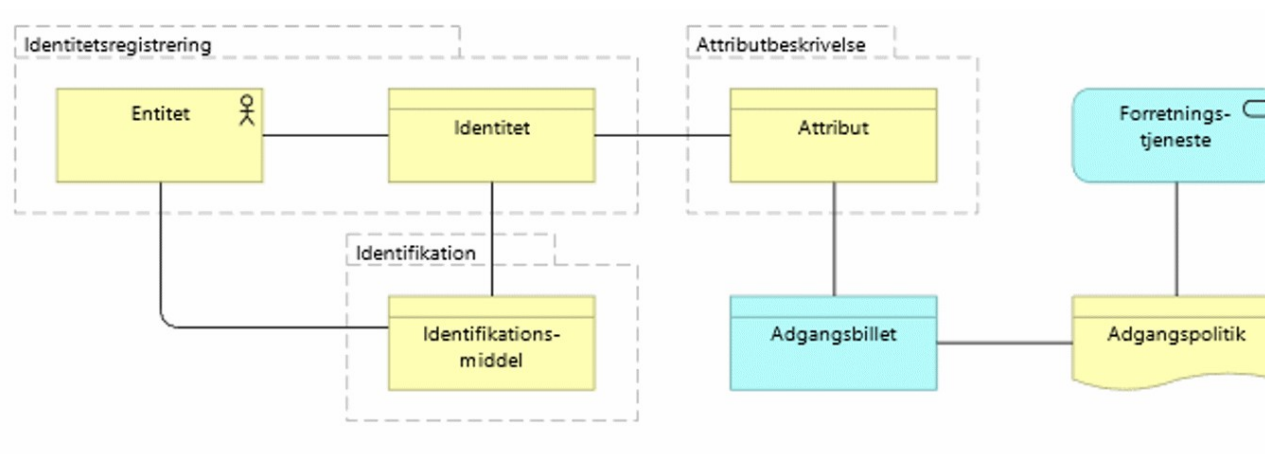 Identitetsregistrering
Attributbeskrivelse
Entitet
Identitet
Attribut
Forretnings-
tjeneste
Identifikation
Identifikations-
middel
Adgangsbillet
Adgangspolitik